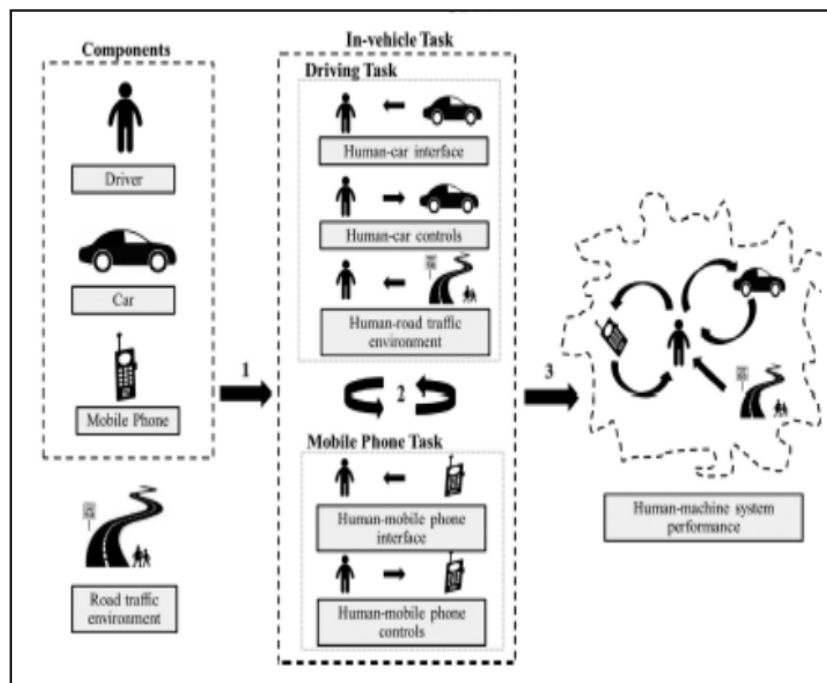 Components
Driver
Car
Mobile Phone
Road traffic
environment
1
In-vehicle Task
Driving Task
Human-car interface
Human-car controls
Human-road traffic
environment
2
Mobile Phone Task
Human-mobile phone
interface
Human-mobile phone
controls
3
Human-machine system
performance